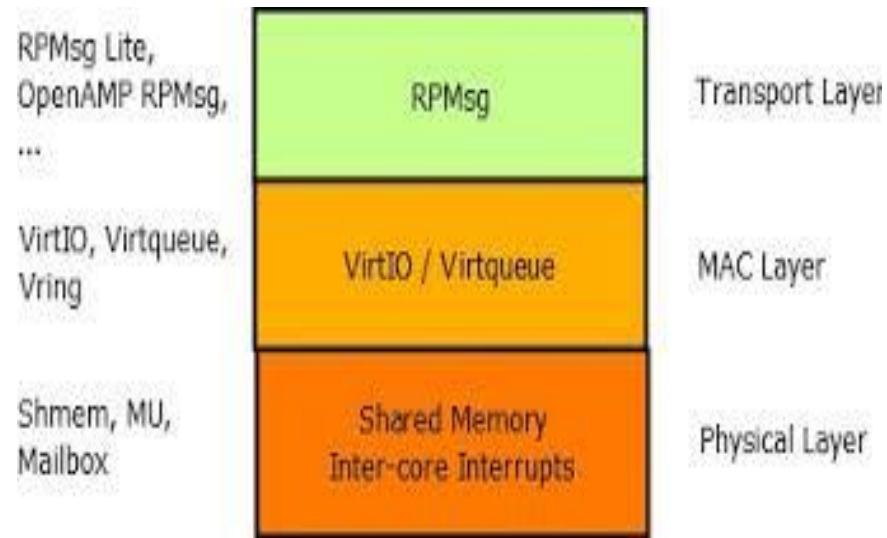 RPMsg Lite,
OpenAMP RPMsg,
...
RPMsg
Transport Layer
VirtIO, Virtqueue,
Vring
VirtIO / Virtqueue
MAC Layer
Shmem, MU,
Mailbox
Shared Memory
Inter-core Interrupts
Physical Layer